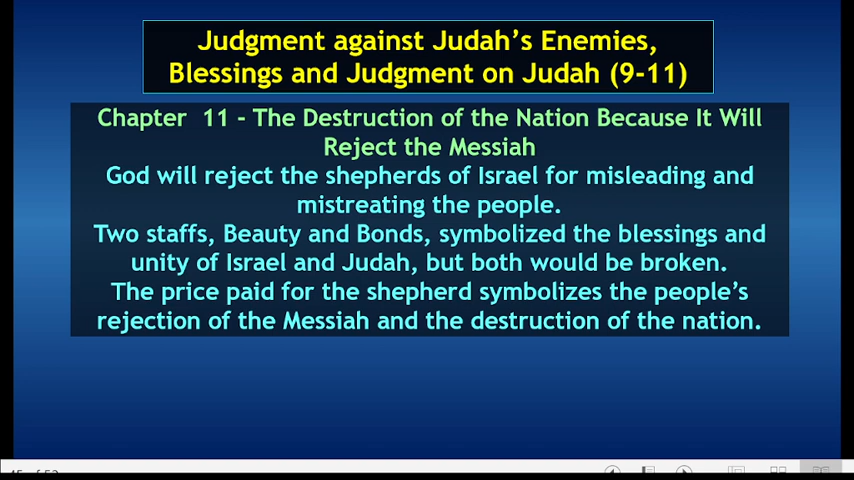 Judgment against Judah's Enemies,
Blessings and Judgment on Judah (9-11)
Chapter 11 - The Destruction of the Nation Because It Will
Reject the Messiah
God will reject the shepherds of Israel for misleading and
mistreating the people.
Two staffs, Beauty and Bonds, symbolized the blessings and
unity of Israel and Judah, but both would be broken.
The price paid for the shepherd symbolizes the people's
rejection of the Messiah and the destruction of the nation.